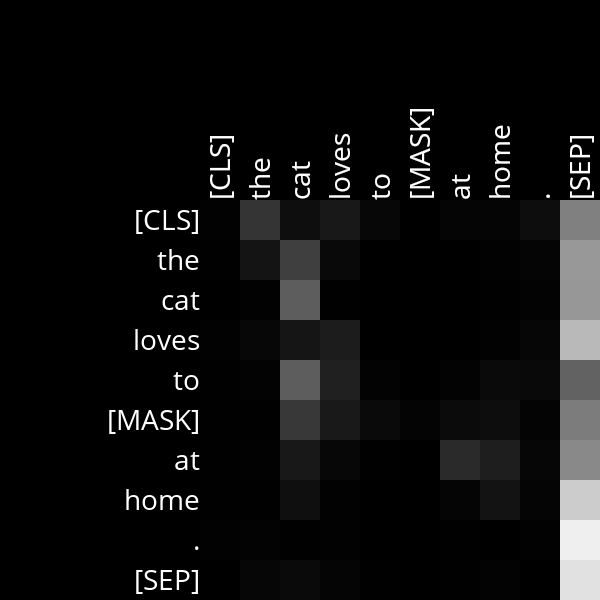 [CLS] the cat loves to [MASK] at home . [SEP]
[CLS]
the
cat
loves
to
[MASK]
at
home
.
[SEP]